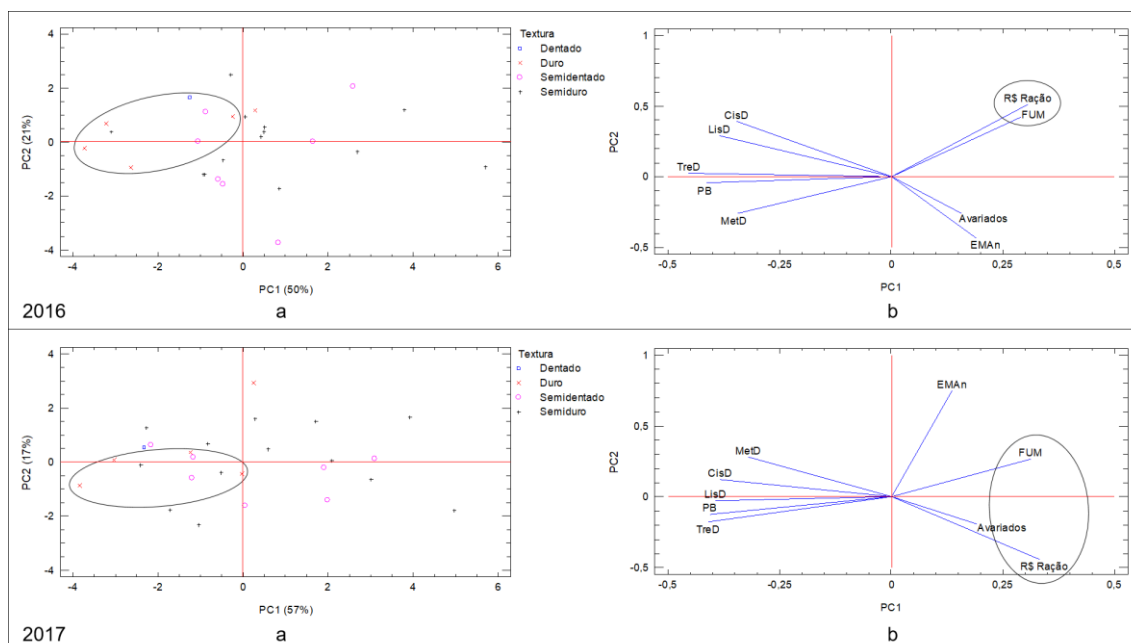 Textura
Dentado
Duro
Semidentado
Semiduro
4
2
0
-2
-4
PC2 (21%)
-4
-2
0
2
4
6
PC1 (50%)
2016
a
1
0,5
0
-0,5
PC2
R$ Ração
FUM
CisD
LisD
TreD
PB
MetD
Avariados
EMAn
-0,5
-0,25
0
0,25
0,5
PC1
b
Textura
Dentado
Duro
Semidentado
Semiduro
4
2
0
-2
-4
PC2 (17%)
-4
-2
0
2
4
6
PC1 (57%)
2017
a
1
0,5
0
-0,5
PC2
EMAn
FUM
MetD
CisD
LisD
PB
TreD
Avariados
R$ Ração
-0,5
-0,25
0
0,25
0,5
PC1
b